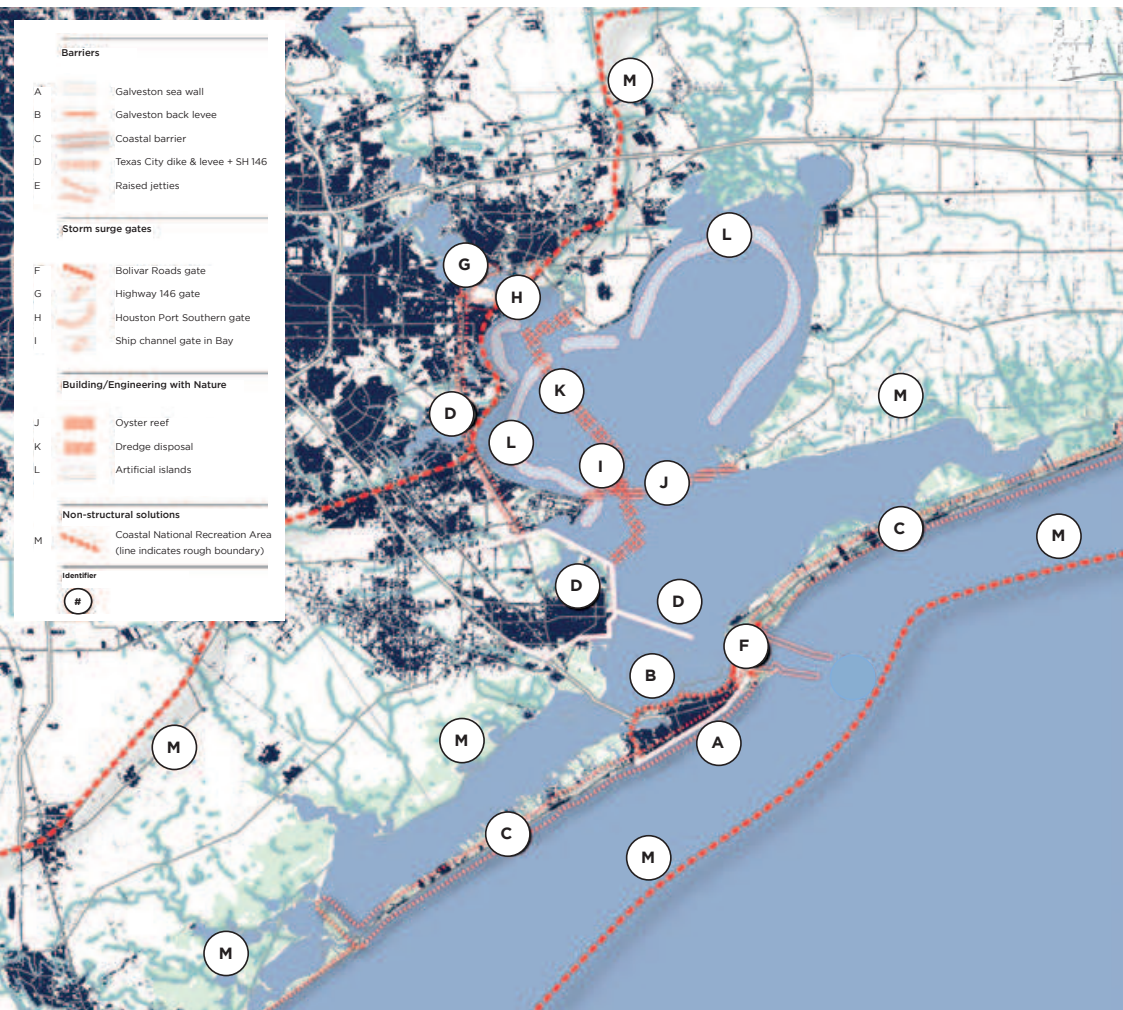 Barriers
A Galveston sea wall
B Galveston back levee
C Coastal barrier
D Texas City dike & levee + SH 146
E Raised jetties
Storm surge gates
F Bolivar Roads gate
G Highway 146 gate
H Houston Port Southern gate
I Ship channel gate in Bay
Building/Engineering with Nature
J Oyster reef
K Dredge disposal
L Artificial islands
Non-structural solutions
M Coastal National Recreation Area
(line indicates rough boundary)
Identifier
#
M
L
G
H
K
M
D
L
I
J
C
M
D
D
F
B
M
M
A
C
M
M